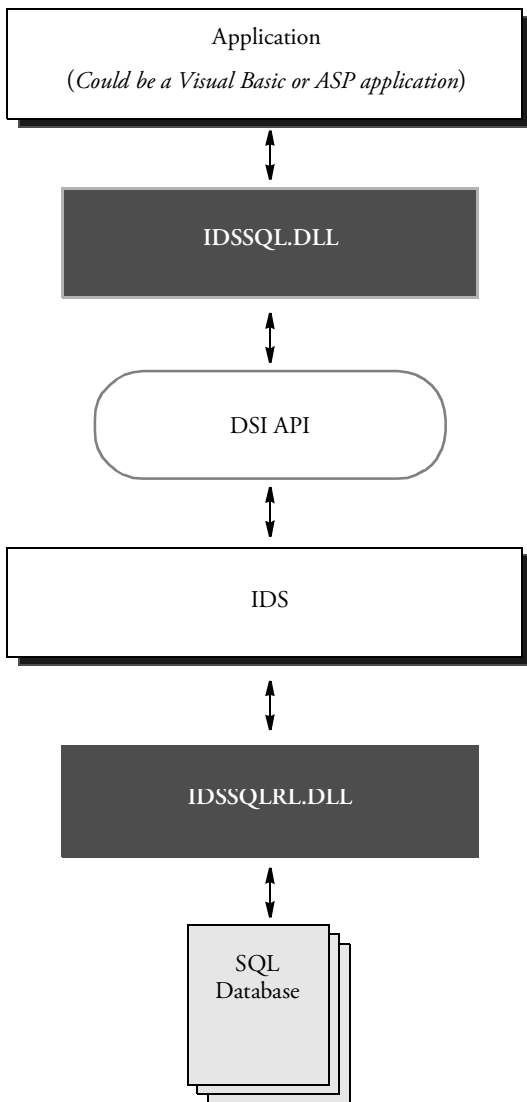 Application
(Could be a Visual Basic or ASP application)
IDSSQL.DLL
DSI API
IDS
IDSSQLRL.DLL
SQL
Database